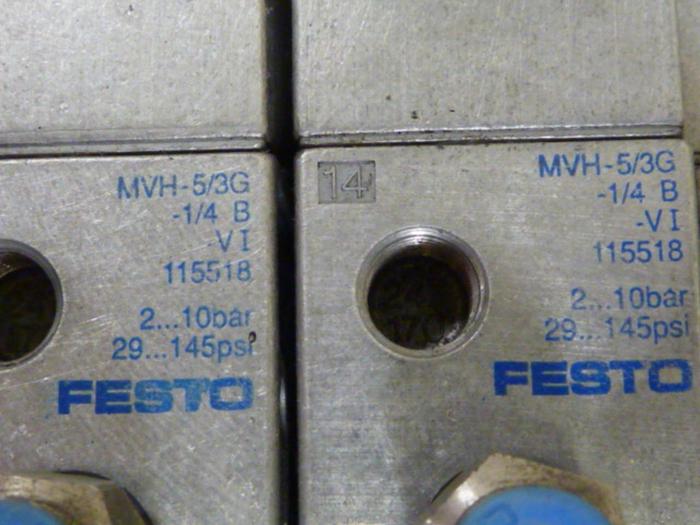 MVH-5/3G
-1/4 B
-VI
115518
2...10bar
29...145psi
FESTO
14
MVH-5/3G
-1/4 B
-VI
115518
2...10bar
29...145psi
FESTO